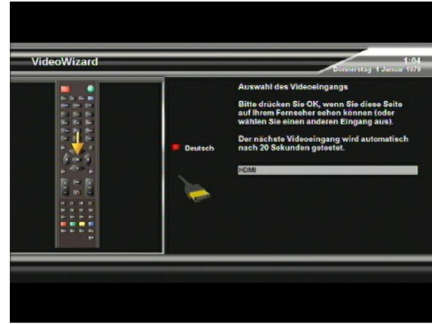 VideoWizard
1:04
Donnerstag, 1 Januar 1970
Auswahl des Videoeingangs
Bitte drücken Sie OK, wenn Sie diese Seite
auf Ihrem Fernseher sehen können (oder
wählen Sie einen anderen Eingang aus).
Der nächste Videoeingang wird automatisch
nach 20 Sekunden getestet.
Deutsch
HDMI